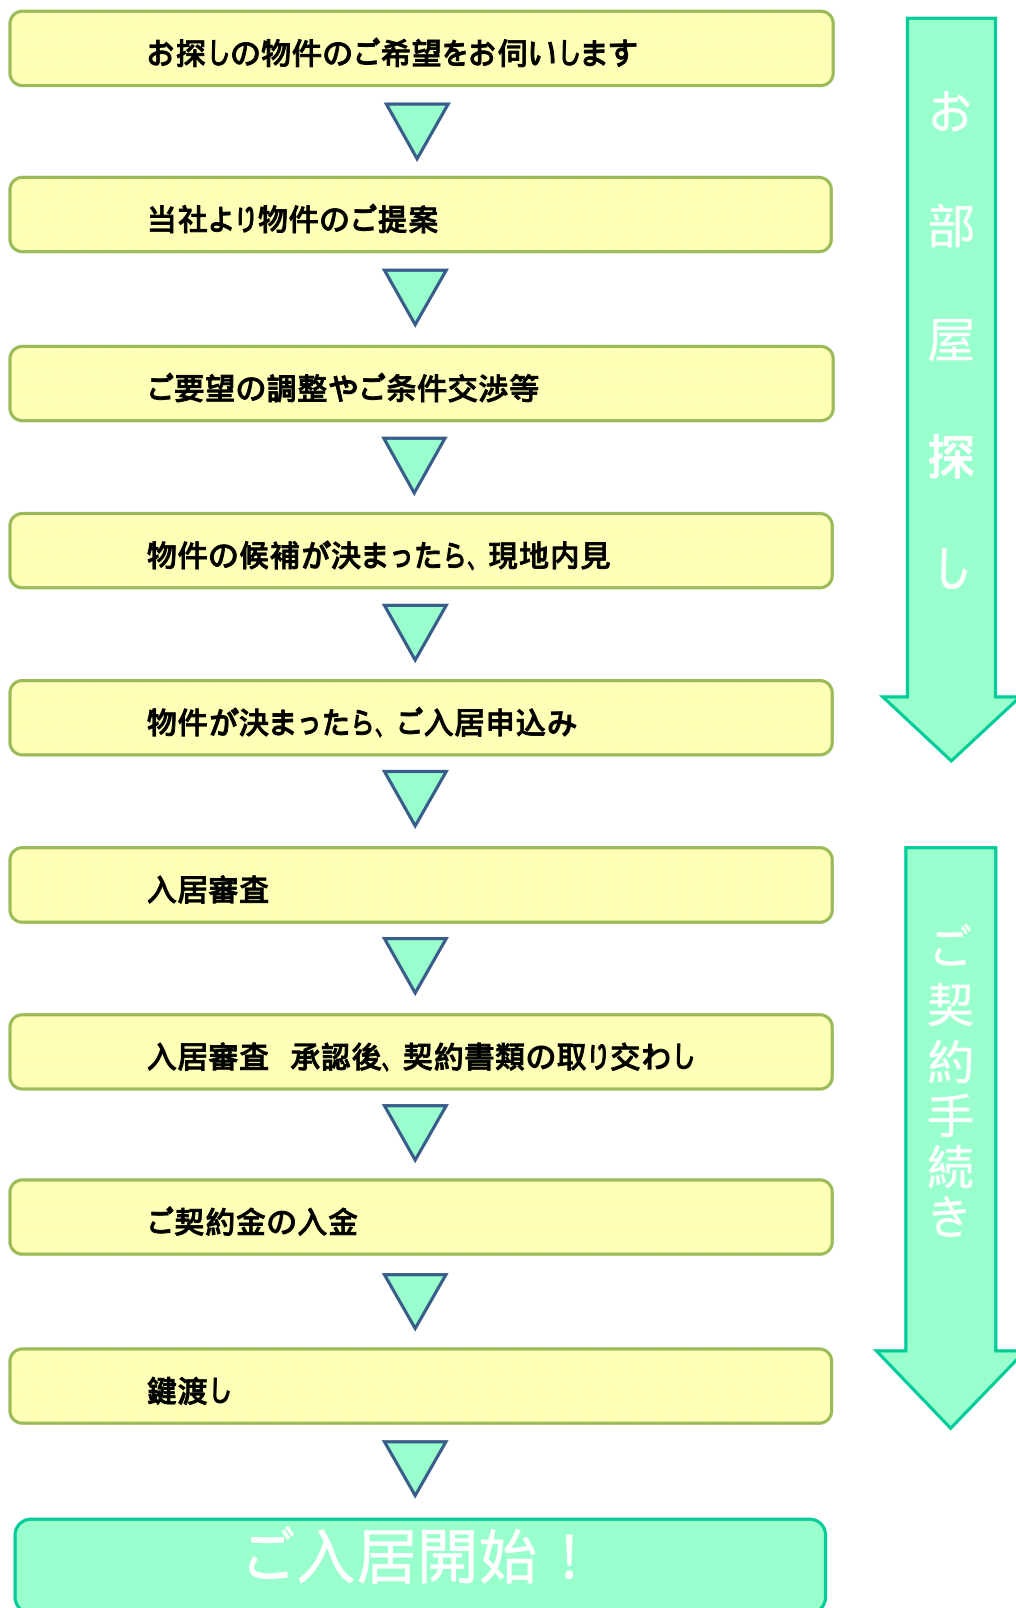 お探しの物件のご希望をお伺いします
当社より物件のご提案
ご要望の調整やご条件交渉等
物件の候補が決まったら、現地内見
物件が決まったら、ご入居申込み
お部屋探し
入居審査
入居審査　承認後、契約書類の取り交わし
ご契約金の入金
鍵渡し
ご契約手続き
ご入居開始！